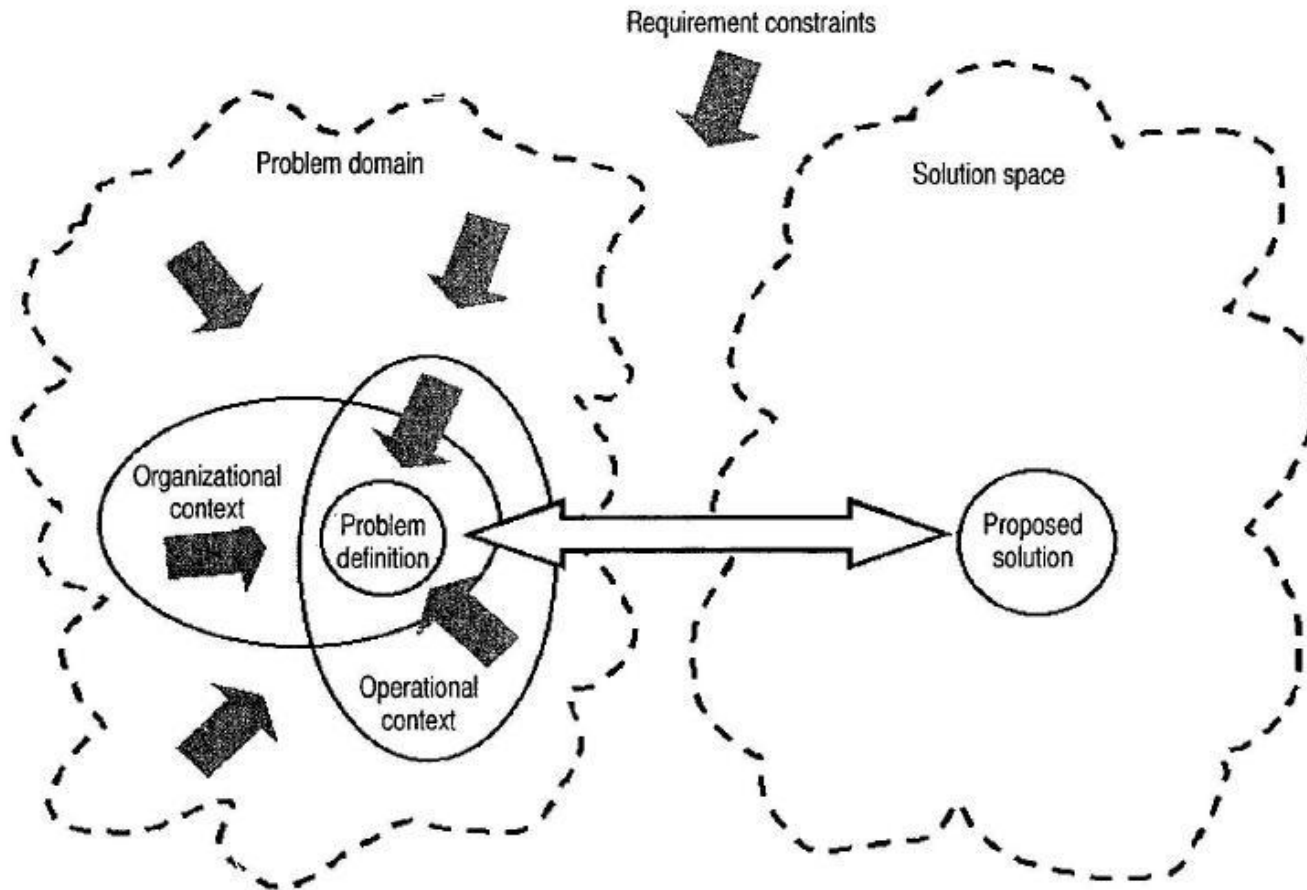 Requirement constraints
Problem domain
Solution space
Organizational
context
Problem
definition
Proposed
solution
Operational
context